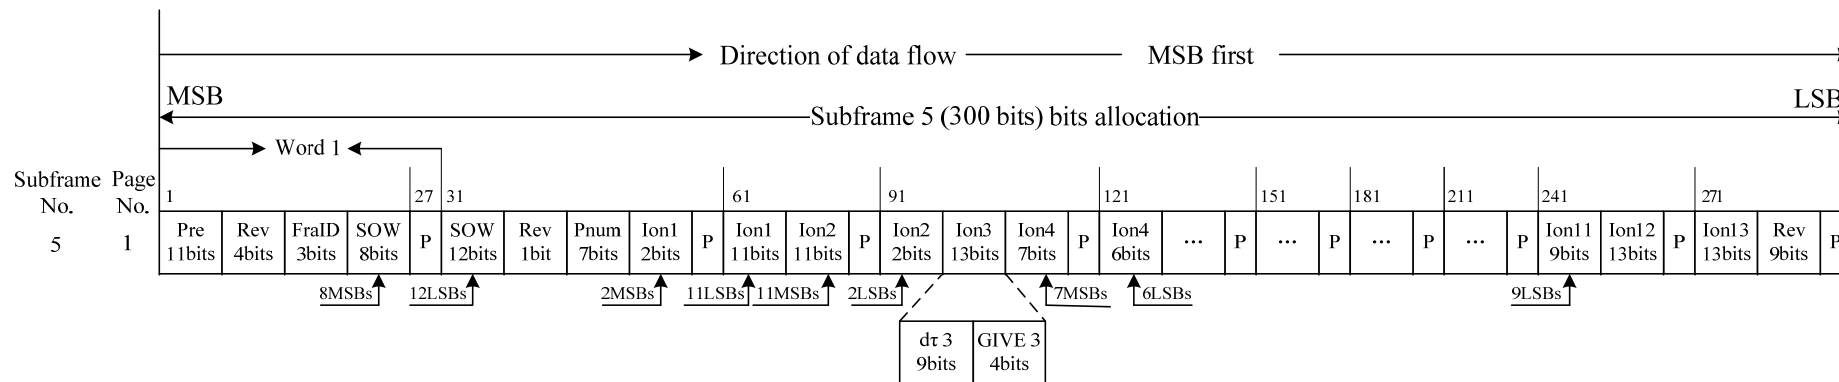 Direction of data flow
MSB first
MSB
LSB
Subframe 5 (300 bits) bits allocation
Word 1
Subframe No.
Page No.
1 27 31 61 91 121 151 181 211 241 271
5 1
Pre 11bits
Rev 4bits
FraID 3bits
SOW 8bits
P
SOW 12bits
Rev 1bit
Pnum 7bits
Ion1 2bits
P
Ion1 11bits
Ion2 11bits
P
Ion2 2bits
Ion3 13bits
Ion4 7bits
P
Ion4 6bits
...
P
...
P
...
P
...
P
Ion11 9bits
Ion12 13bits
P
Ion13 13bits
Rev 9bits
P
8MSBs
12LSBs
2MSBs
11LSBs
11MSBs
2LSBs
7MSBs
6LSBs
9LSBs
dτ 3 9bits
GIVE 3 4bits